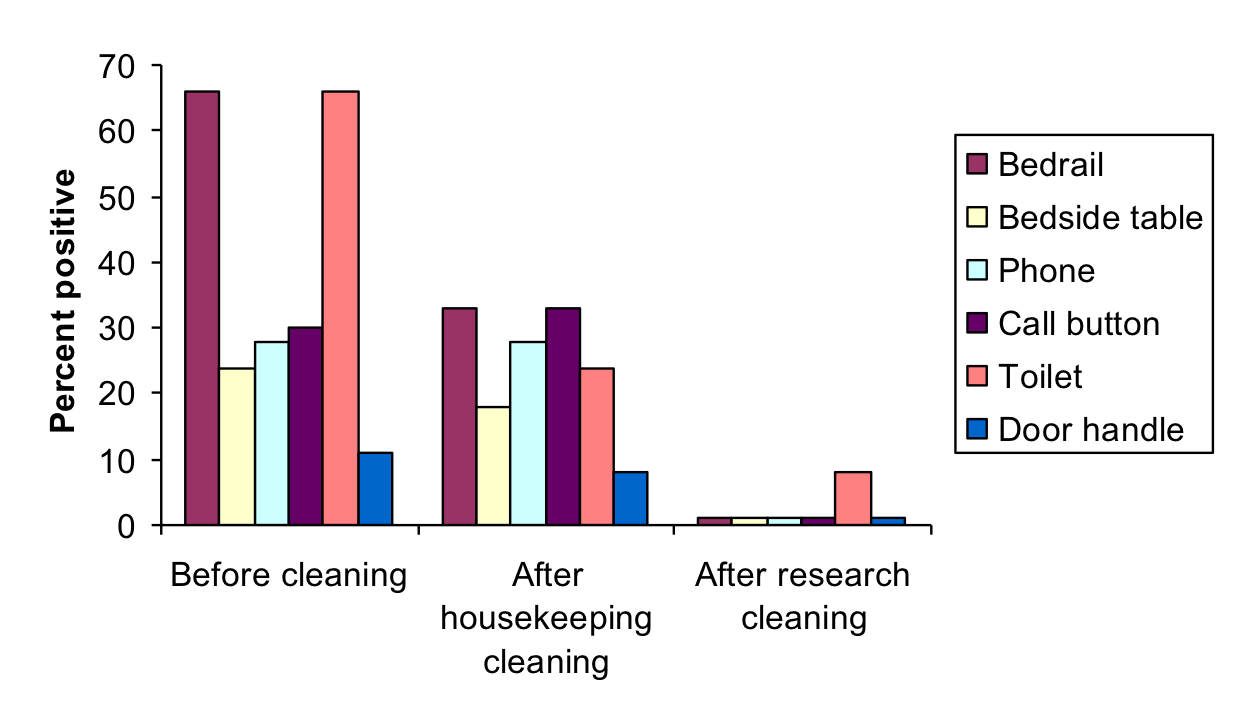 Percent positive
70
60
50
40
30
20
10
0
Before cleaning
After
housekeeping
cleaning
After research
cleaning
Bedrail
Bedside table
Phone
Call button
Toilet
Door handle